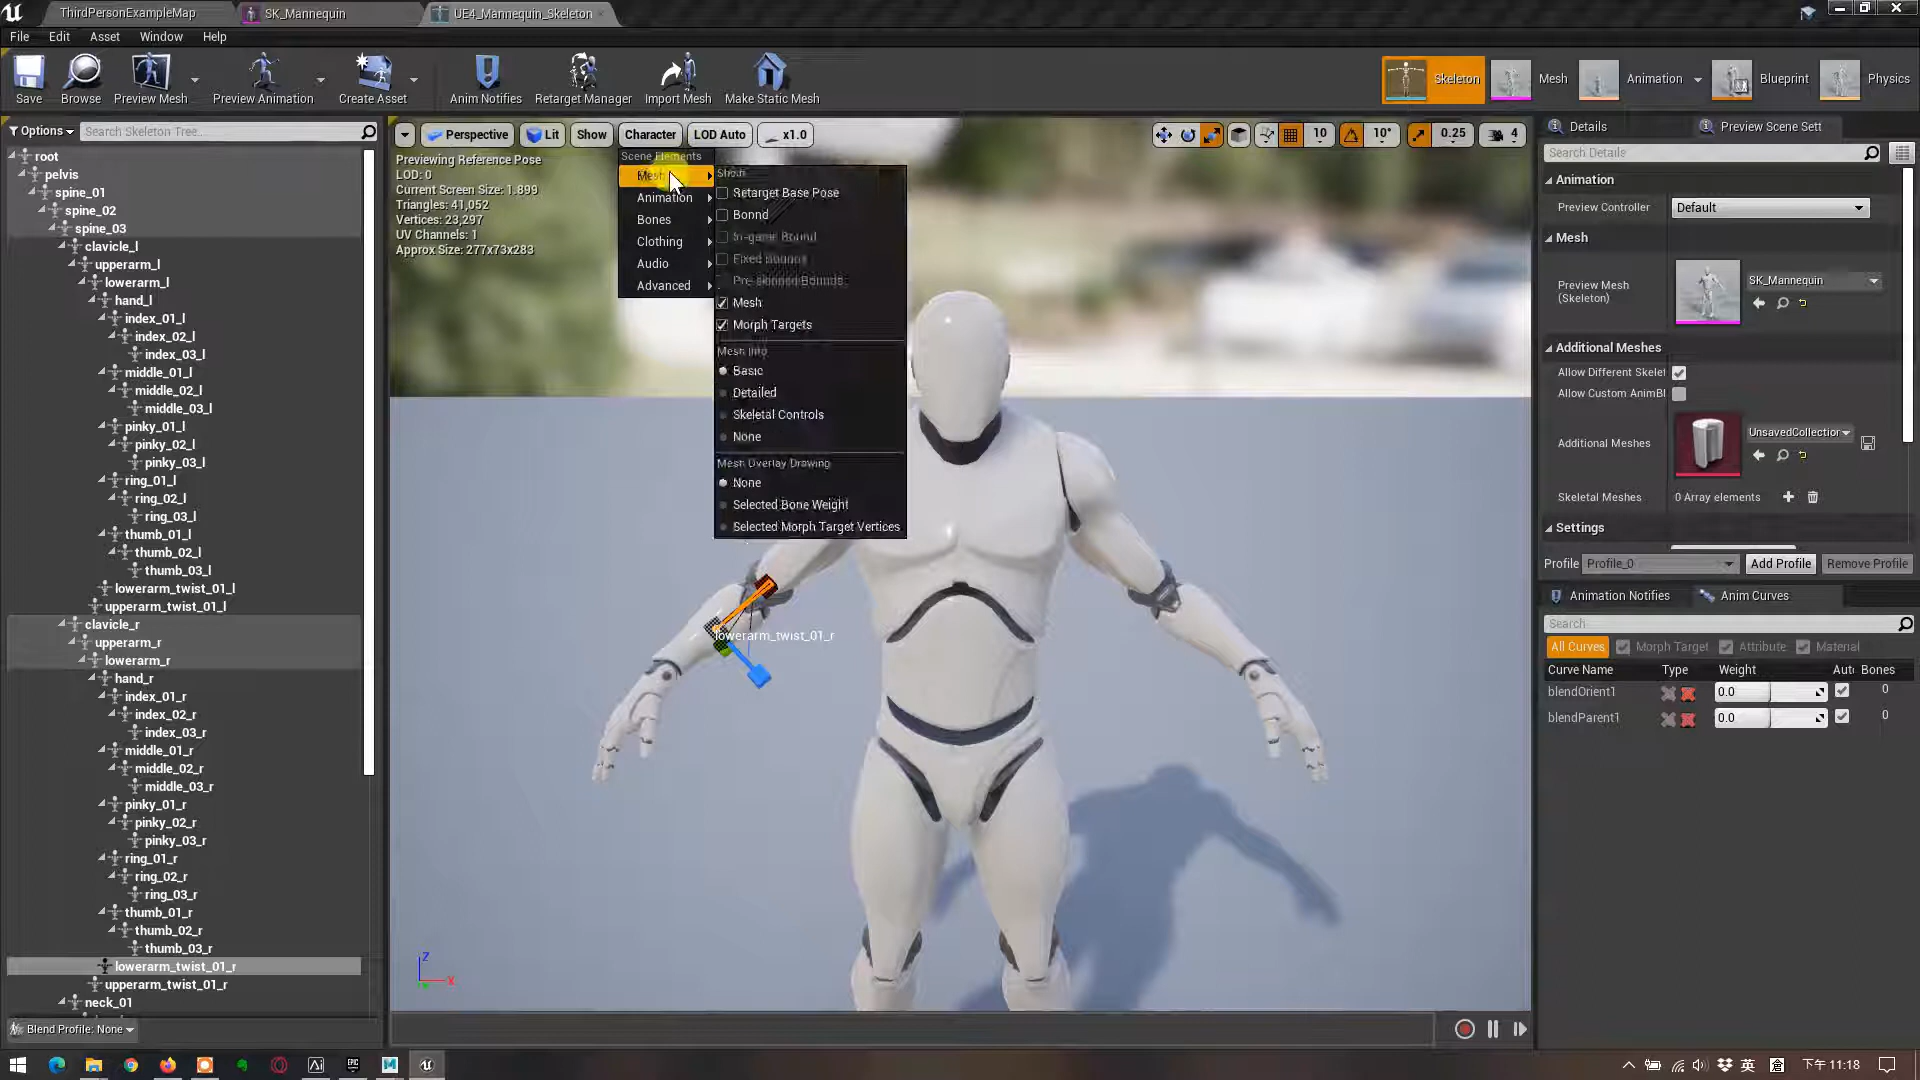 ThirdPersonExampleMap
SK_Mannequin
UE4_Mannequin_Skeleton
File
Edit
Asset
Window
Help
Save
Browse
Preview Mesh
Preview Animation
Create Asset
Anim Notifies
Retarget Manager
Import Mesh
Make Static Mesh
Skeleton
Mesh
Animation
Blueprint
Physics
Options
Search Skeleton Tree...
root
pelvis
spine_01
spine_02
spine_03
clavicle_l
upperarm_l
lowerarm_l
hand_l
index_01_l
index_02_l
index_03_l
middle_01_l
middle_02_l
middle_03_l
pinky_01_l
pinky_02_l
pinky_03_l
ring_01_l
ring_02_l
ring_03_l
thumb_01_l
thumb_02_l
thumb_03_l
lowerarm_twist_01_l
upperarm_twist_01_l
clavicle_r
upperarm_r
lowerarm_r
hand_r
index_01_r
index_02_r
index_03_r
middle_01_r
middle_02_r
middle_03_r
pinky_01_r
pinky_02_r
pinky_03_r
ring_01_r
ring_02_r
ring_03_r
thumb_01_r
thumb_02_r
thumb_03_r
lowerarm_twist_01_r
upperarm_twist_01_r
neck_01
Blend Profile: None
Perspective
Lit
Show
Character
LOD Auto
x1.0
10
10°
0.25
4
Previewing Reference Pose
LOD: 0
Current Screen Size: 1.899
Triangles: 41,052
Vertices: 23,297
UV Channels: 1
Approx Size: 277x73x283
Scene Elements
Mesh
Animation
Bones
Clothing
Audio
Advanced
Show
Retarget Base Pose
Bound
In-game Bound
Fixed Bounds
Pre-skinned Bounds
Mesh
Morph Targets
Mesh Info
Basic
Detailed
Skeletal Controls
None
Mesh Overlay Drawing
None
Selected Bone Weight
Selected Morph Target Vertices
lowerarm_twist_01_r
Z
X
Details
Preview Scene Sett
Search Details
Animation
Preview Controller
Default
Mesh
Preview Mesh
(Skeleton)
SK_Mannequin
Additional Meshes
Allow Different Skelet
Allow Custom AnimBl
Additional Meshes
UnsavedCollection
Skeletal Meshes
0 Array elements
Settings
Profile
Profile_0
Add Profile
Remove Profile
Animation Notifies
Anim Curves
Search
All Curves
Morph Target
Attribute
Material
Curve Name
Type
Weight
Aut
Bones
blendOrient1
0.0
0
blendParent1
0.0
0
英
下午 11:18